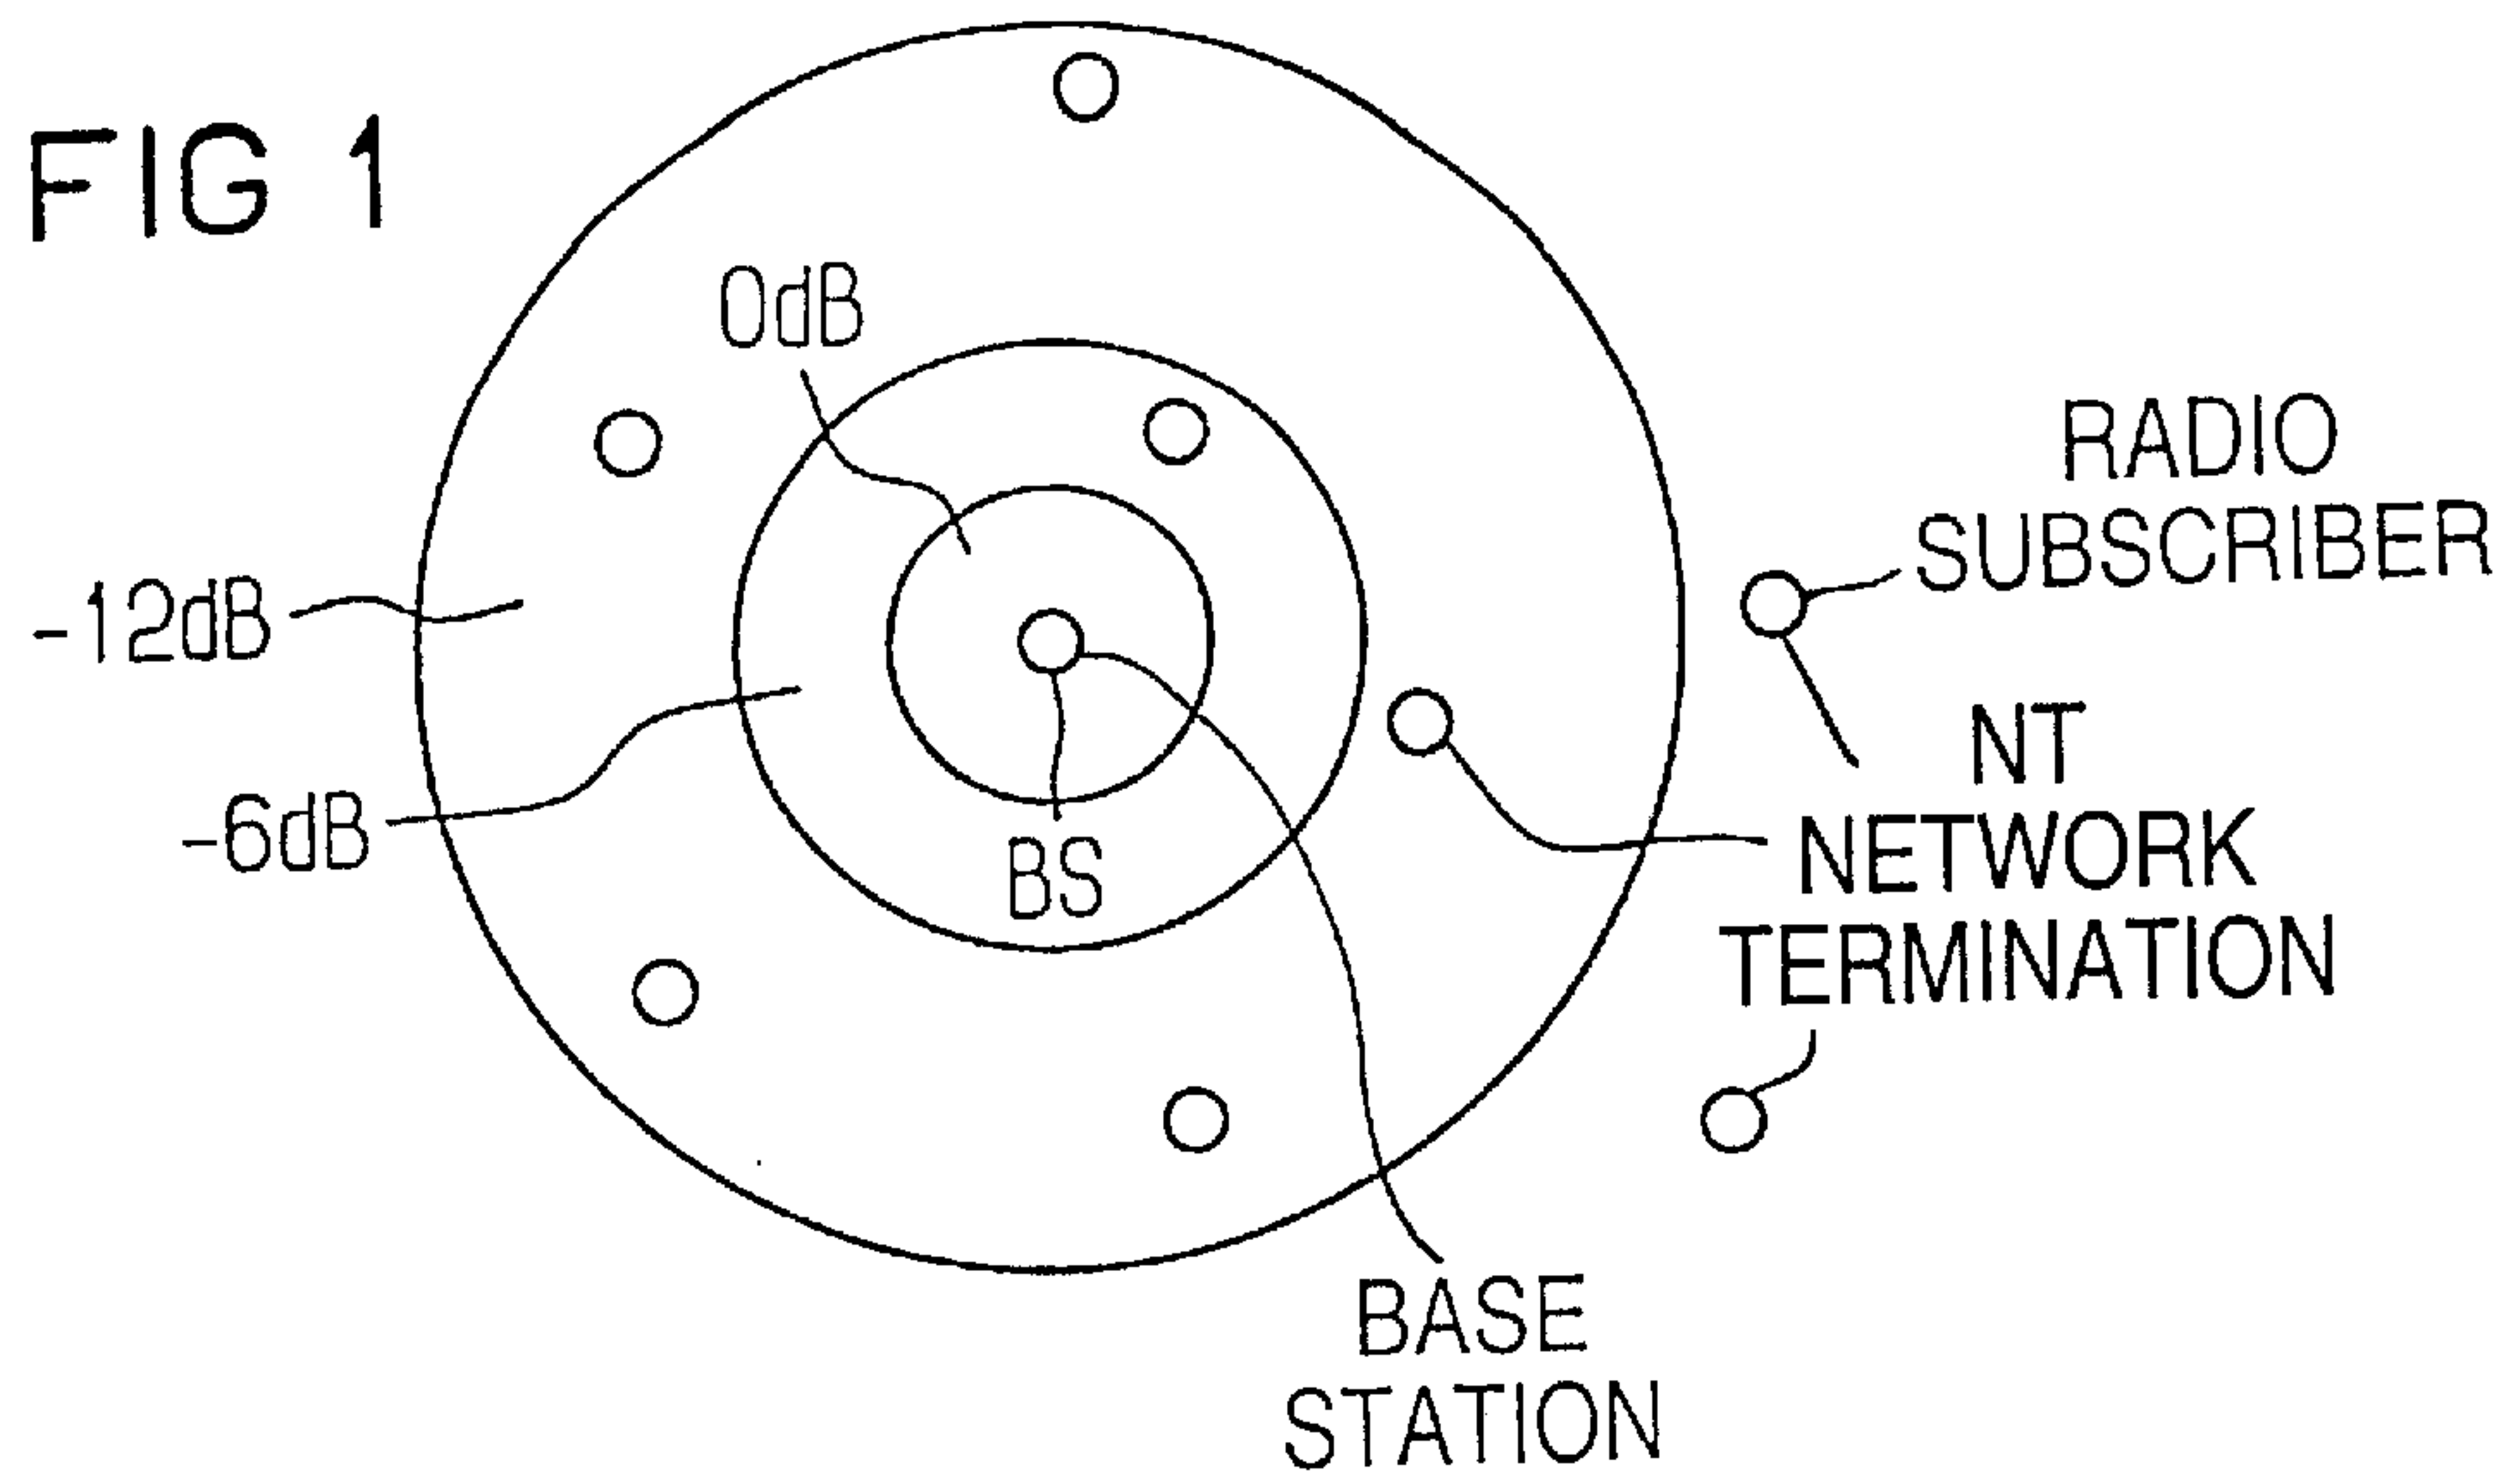 FIG 1
0dB
RADIO
SUBSCRIBER
-12dB
NT
NETWORK
TERMINATION
-6dB
BS
BASE
STATION